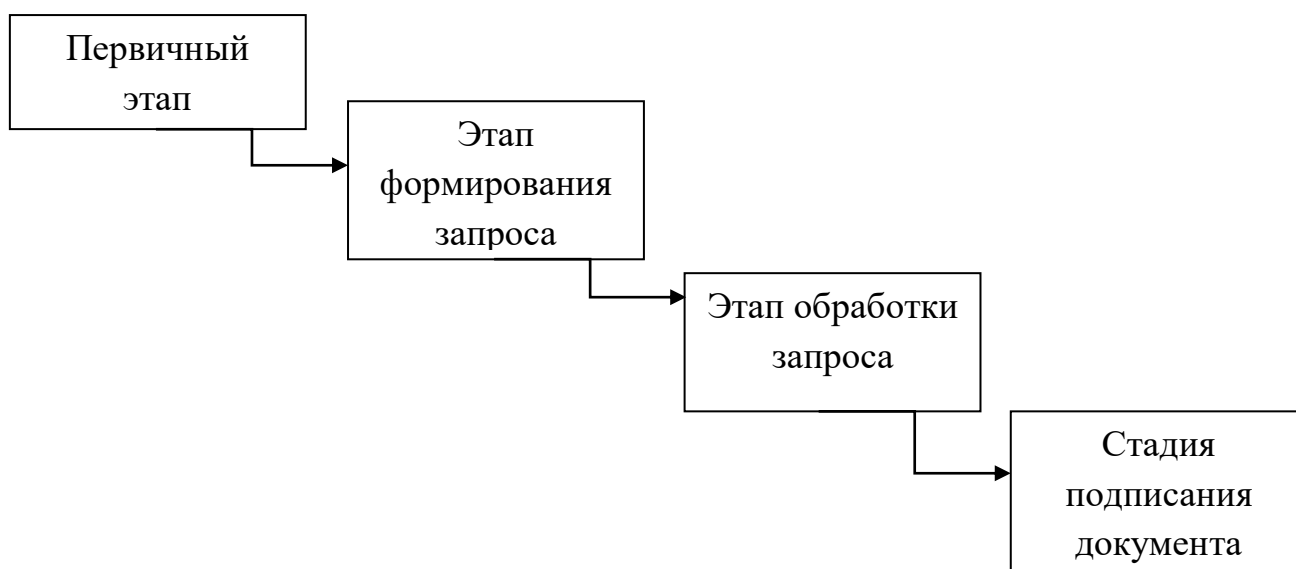 Первичный
этап
Этап
формирования
запроса
Этап обработки
запроса
Стадия
подписания
документа